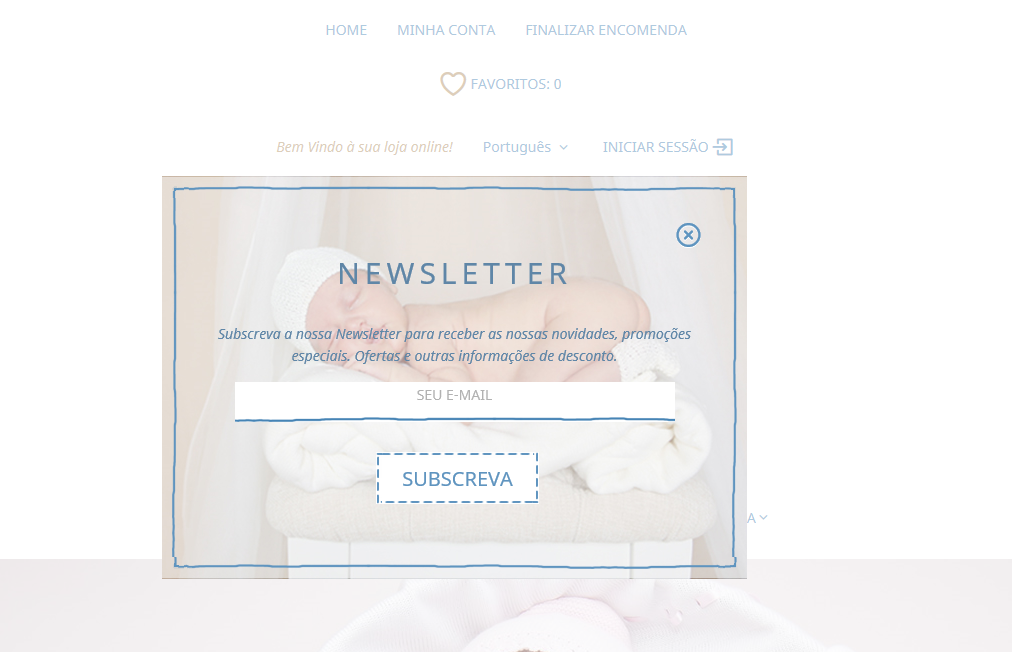 HOME MINHA CONTA FINALIZAR ENCOMENDA
FAVORITOS: 0
Bem Vindo à sua loja online! Português INICIAR SESSÃO
NEWSLETTER
Subscreva a nossa Newsletter para receber as nossas novidades, promoções
especiais. Ofertas e outras informações de desconto.
SEU E-MAIL
SUBSCREVA
A